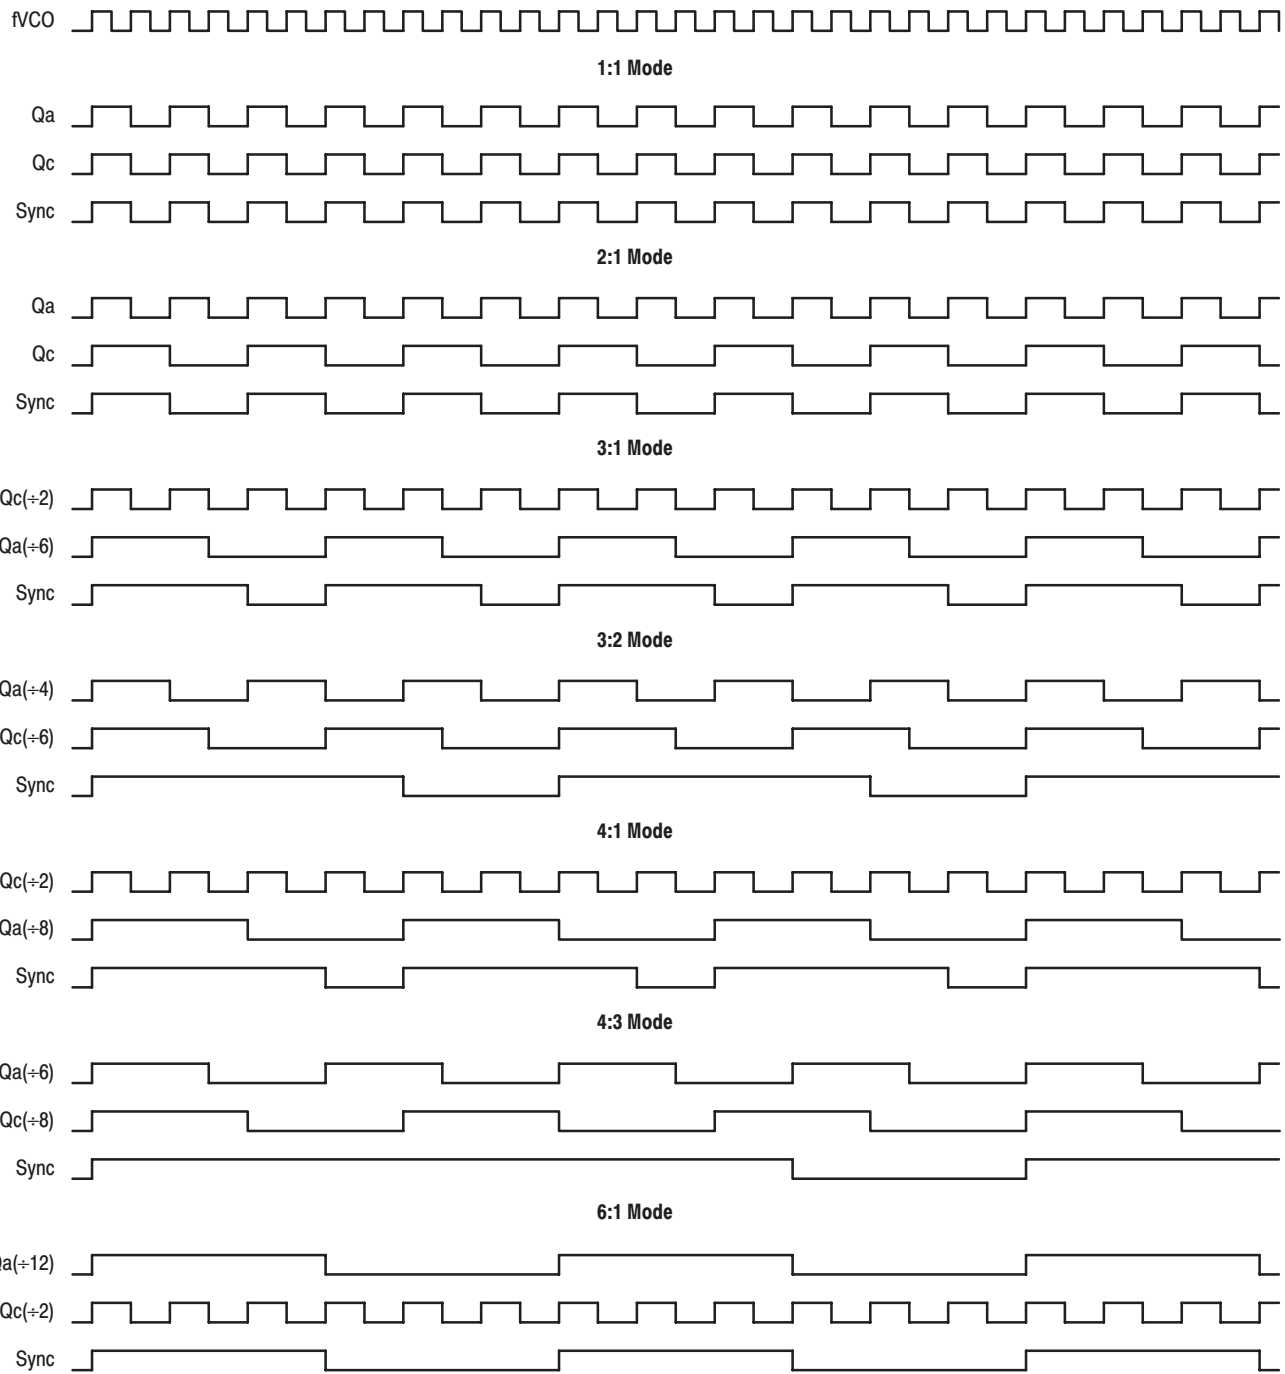 fVCO
1:1 Mode
Qa
Qc
Sync
2:1 Mode
Qa
Qc
Sync
3:1 Mode
Qc(÷2)
Qa(÷6)
Sync
3:2 Mode
Qa(÷4)
Qc(÷6)
Sync
4:1 Mode
Qc(÷2)
Qa(÷8)
Sync
4:3 Mode
Qa(÷6)
Qc(÷8)
Sync
6:1 Mode
Qa(÷12)
Qc(÷2)
Sync